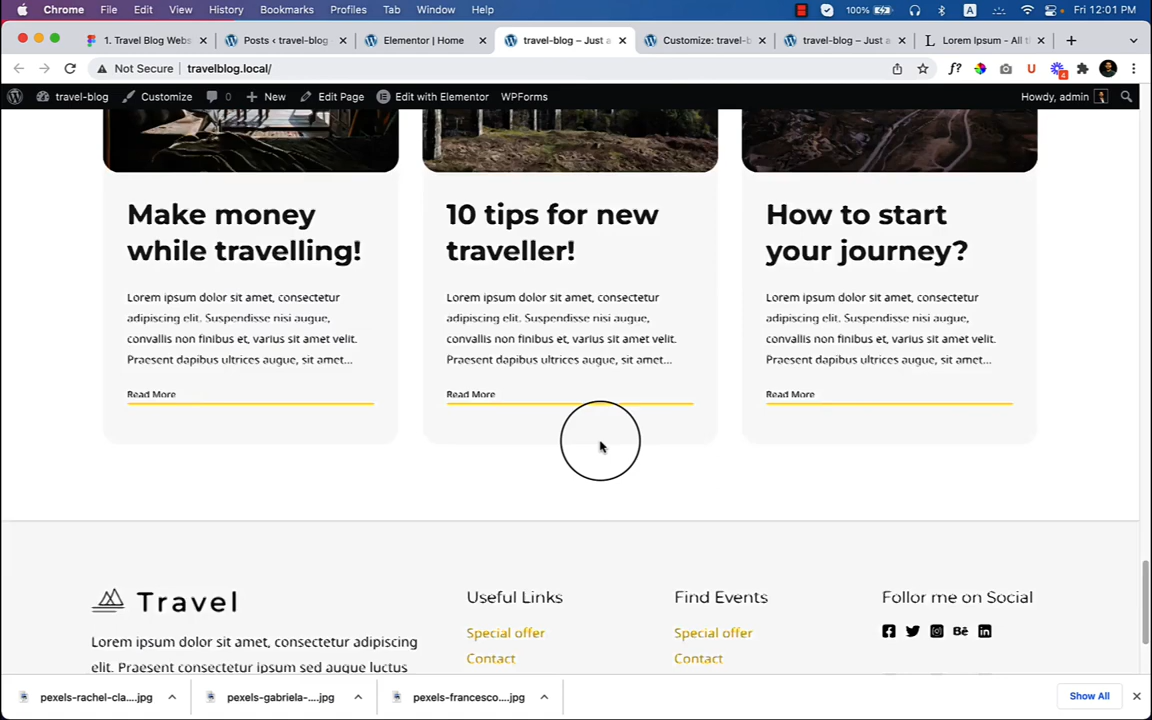 Chrome File Edit View History Bookmarks Profiles Tab Window Help 100% A Fri 12:01 PM
1. Travel Blog Webs Posts ‹ travel-blog Elementor | Home travel-blog – Just a Customize: travel-b travel-blog – Just a Lorem Ipsum - All t
Not Secure travelblog.local/ f? U 4
travel-blog Customize 0 New Edit Page Edit with Elementor WPForms Howdy, admin
Make money
while travelling!
Lorem ipsum dolor sit amet, consectetur
adipiscing elit. Suspendisse nisi augue,
convallis non finibus et, varius sit amet velit.
Praesent dapibus ultrices augue, sit amet...
Read More
10 tips for new
traveller!
Lorem ipsum dolor sit amet, consectetur
adipiscing elit. Suspendisse nisi augue,
convallis non finibus et, varius sit amet velit.
Praesent dapibus ultrices augue, sit amet...
Read More
How to start
your journey?
Lorem ipsum dolor sit amet, consectetur
adipiscing elit. Suspendisse nisi augue,
convallis non finibus et, varius sit amet velit.
Praesent dapibus ultrices augue, sit amet...
Read More
Travel
Lorem ipsum dolor sit amet, consectetur adipiscing
elit. Praesent consectetur ipsum sed augue luctus
Useful Links
Special offer
Contact
Find Events
Special offer
Contact
Follor me on Social
Bē
pexels-rachel-cla....jpg pexels-gabriela-....jpg pexels-francesco....jpg Show All